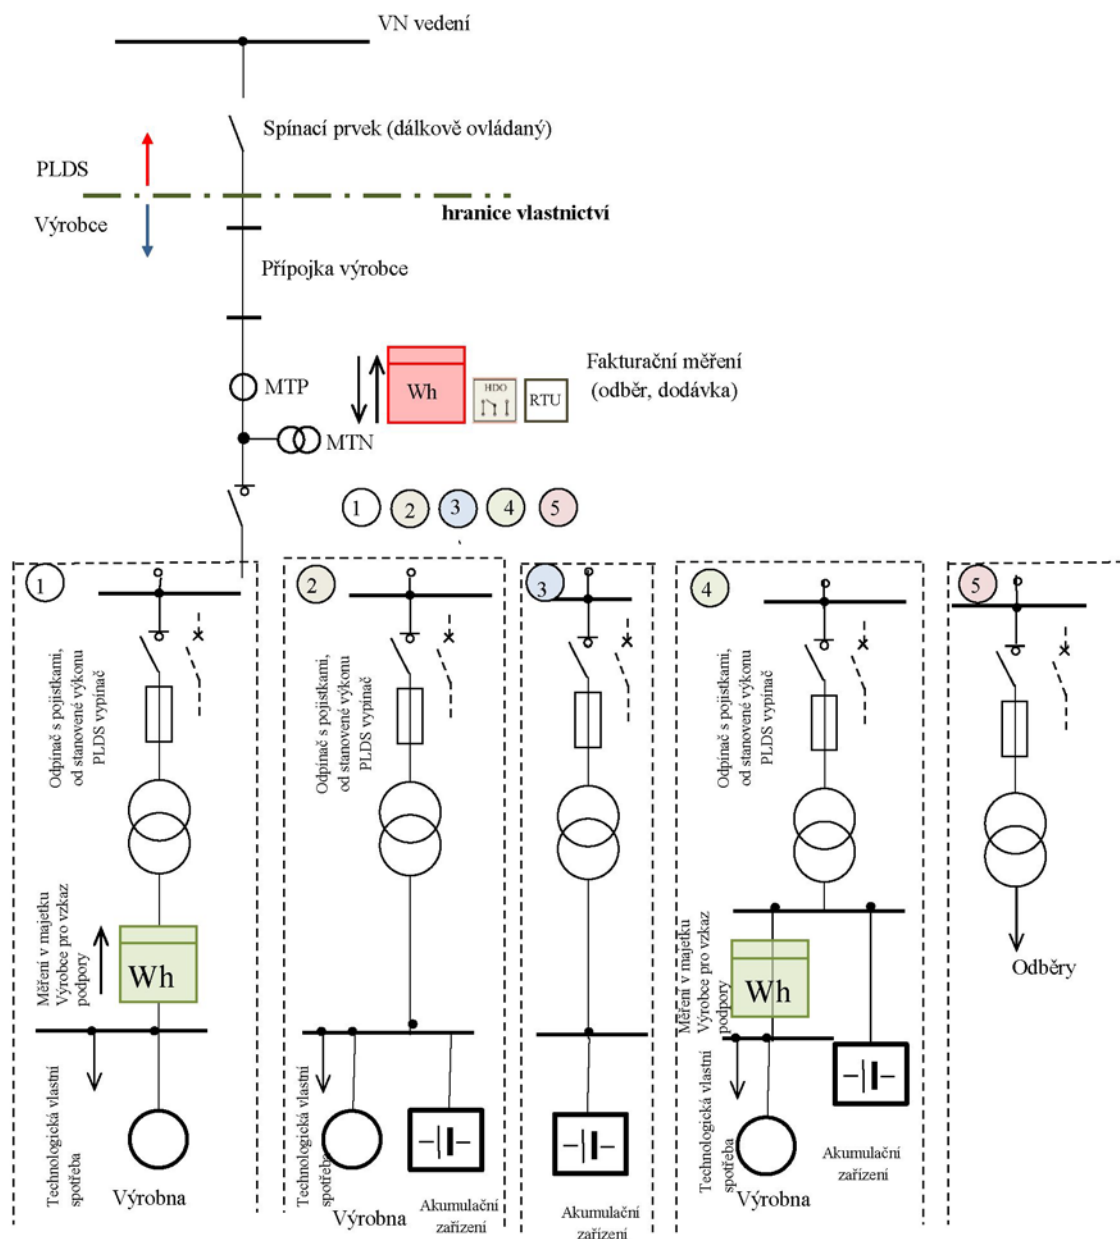 VN vedení
Spínací prvek (dálkově ovládaný)
PLDS
Výrobce
hranice vlastnictví
Přípojka výrobce
MTP
Wh
HDO
RTU
Fakturační měření
(odběr, dodávka)
MTN
1
2
3
4
5
1
Odpínač s pojistkami,
od stanovené výkonu
PLDS vypínač
Měření v majetku
Výrobce pro vzkaz
podpory
Wh
Technologická vlastní
spotřeba
Výrobna
2
Odpínač s pojistkami,
od stanovené výkonu
PLDS vypínač
Technologická vlastní
spotřeba
Výrobna
Akumulační
zařízení
3
Akumulační
zařízení
4
Odpínač s pojistkami,
od stanovené výkonu
PLDS vypínač
Měření v majetku
Výrobce pro vzkaz
podpory
Wh
Technologická vlastní
spotřeba
Výrobna
Akumulační
zařízení
5
Odběry